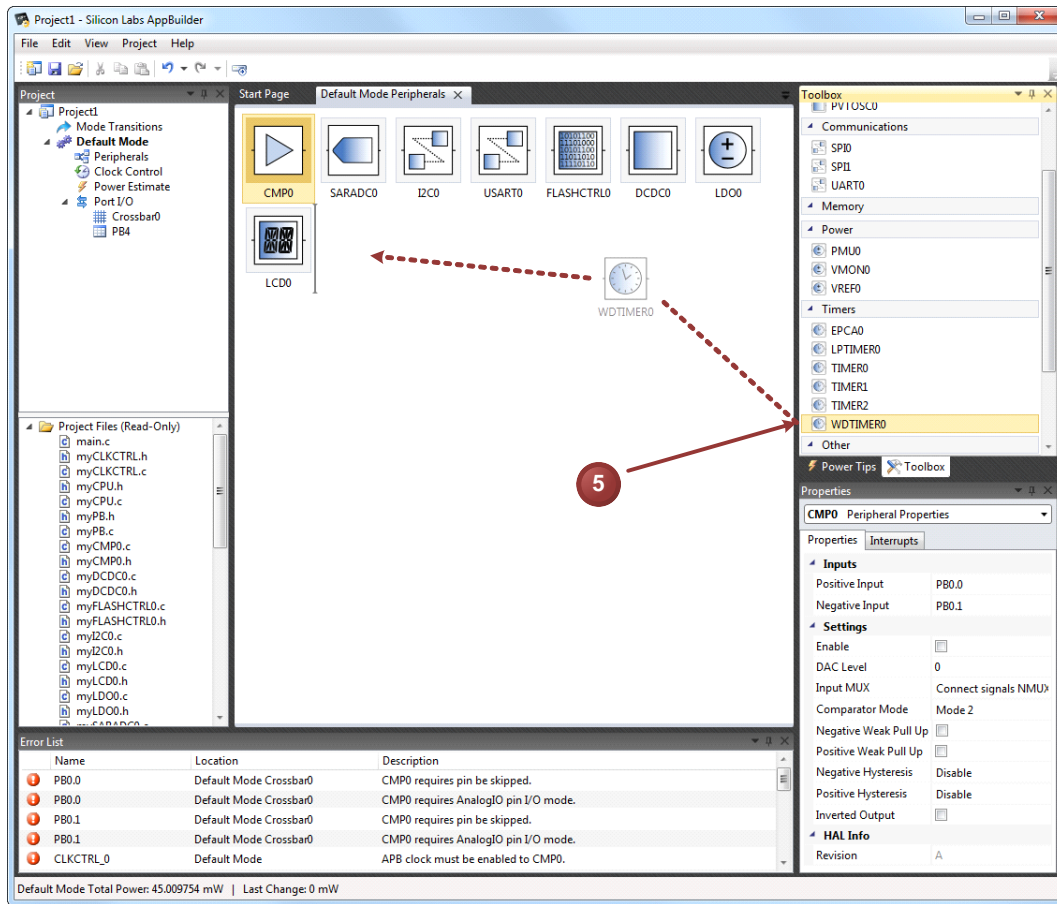 Project1 - Silicon Labs AppBuilder
File Edit View Project Help
Project
Project1
Mode Transitions
Default Mode
Peripherals
Clock Control
Power Estimate
Port I/O
Crossbar0
PB4
Start Page
Default Mode Peripherals
CMP0
SARADC0
I2C0
USART0
10101100
11101000
10101100
11011010
11110110
FLASHCTRL0
DCDC0
LDO0
LCD0
WDTIMER0
5
Toolbox
PVTOSC0
Communications
SPI0
SPI1
UART0
Memory
Power
PMU0
VMON0
VREF0
Timers
EPCA0
LPTIMER0
TIMER0
TIMER1
TIMER2
WDTIMER0
Other
Power Tips
Toolbox
Project Files (Read-Only)
main.c
myCLKCTRL.h
myCLKCTRL.c
myCPU.h
myCPU.c
myPB.h
myPB.c
myCMP0.c
myCMP0.h
myDCDC0.c
myDCDC0.h
myFLASHCTRL0.c
myFLASHCTRL0.h
myI2C0.c
myI2C0.h
myLCD0.c
myLCD0.h
myLDO0.c
myLDO0.h
Properties
CMP0 Peripheral Properties
Properties Interrupts
Inputs
Positive Input PB0.0
Negative Input PB0.1
Settings
Enable
DAC Level 0
Input MUX Connect signals NMUX
Comparator Mode Mode 2
Negative Weak Pull Up
Positive Weak Pull Up
Negative Hysteresis Disable
Positive Hysteresis Disable
Inverted Output
HAL Info
Revision A
Error List
Name Location Description
PB0.0 Default Mode Crossbar0 CMP0 requires pin be skipped.
PB0.0 Default Mode Crossbar0 CMP0 requires AnalogIO pin I/O mode.
PB0.1 Default Mode Crossbar0 CMP0 requires pin be skipped.
PB0.1 Default Mode Crossbar0 CMP0 requires AnalogIO pin I/O mode.
CLKCTRL_0 Default Mode APB clock must be enabled to CMP0.
Default Mode Total Power: 45.009754 mW | Last Change: 0 mW